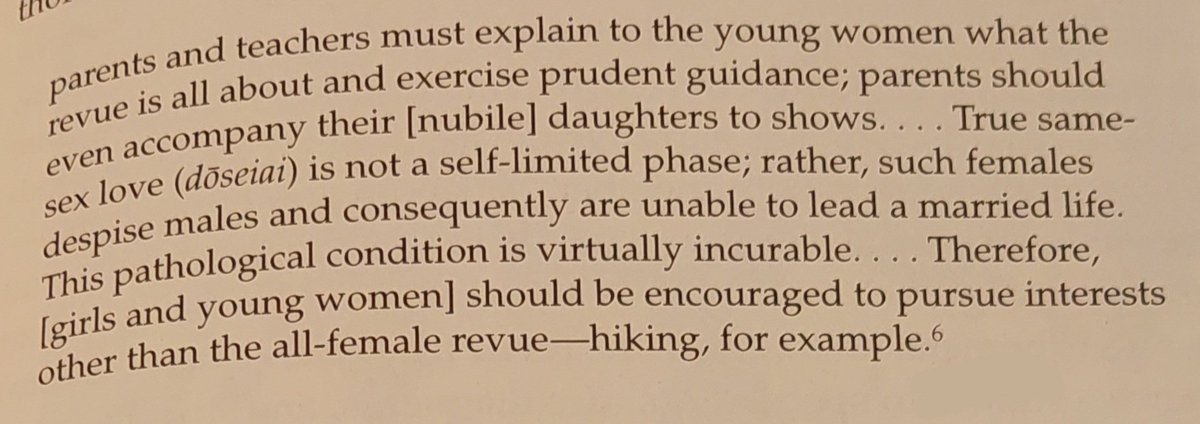 parents and teachers must explain to the young women what the
revue is all about and exercise prudent guidance; parents should
even accompany their [nubile] daughters to shows. . . . True same-
sex love (dōseiai) is not a self-limited phase; rather, such females
despise males and consequently are unable to lead a married life.
This pathological condition is virtually incurable. . . . Therefore,
[girls and young women] should be encouraged to pursue interests
other than the all-female revue—hiking, for example.⁶